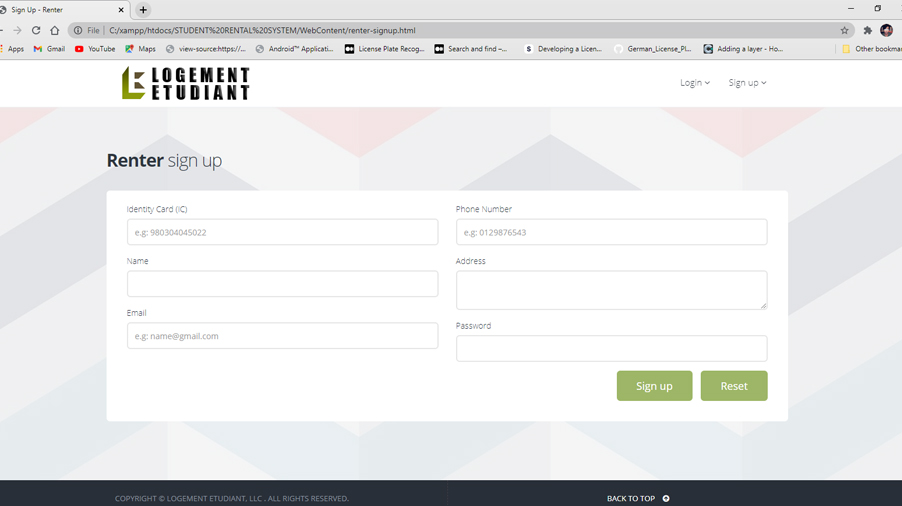 Sign Up - Renter
File | C:/xampp/htdocs/STUDENT%20RENTAL%20SYSTEM/WebContent/renter-signup.html
Apps Gmail YouTube Maps view-source:https://... Android™ Applicati... License Plate Recog... Search and find –... S Developing a Licen... German_License_Pl... Adding a layer - Ho... Other bookmar
LOGEMENT
ETUDIANT
Login Sign up
Renter sign up
Identity Card (IC)
e.g: 980304045022
Name
Email
e.g: name@gmail.com
Phone Number
e.g: 0129876543
Address
Password
Sign up Reset
COPYRIGHT © LOGEMENT ETUDIANT, LLC . ALL RIGHTS RESERVED. BACK TO TOP